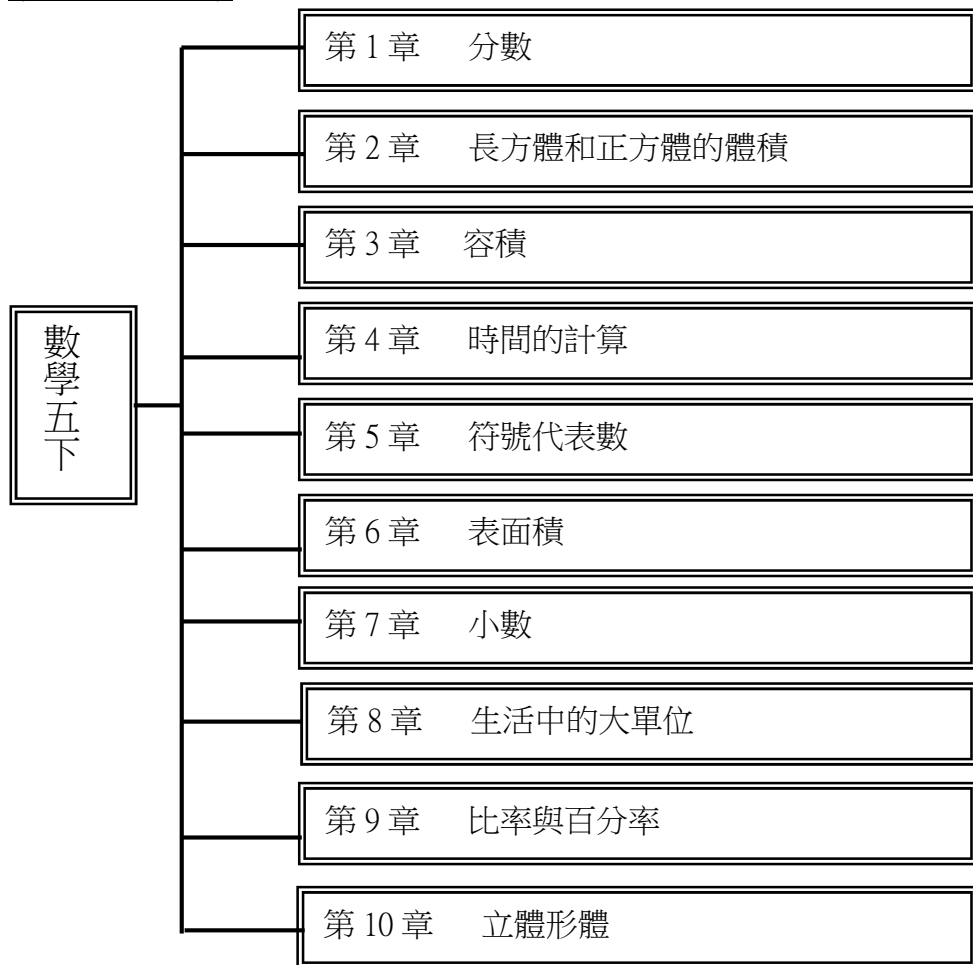 數學五下
第 1 章 分數
第 2 章 長方體和正方體的體積
第 3 章 容積
第 4 章 時間的計算
第 5 章 符號代表數
第 6 章 表面積
第 7 章 小數
第 8 章 生活中的大單位
第 9 章 比率與百分率
第 10 章 立體形體